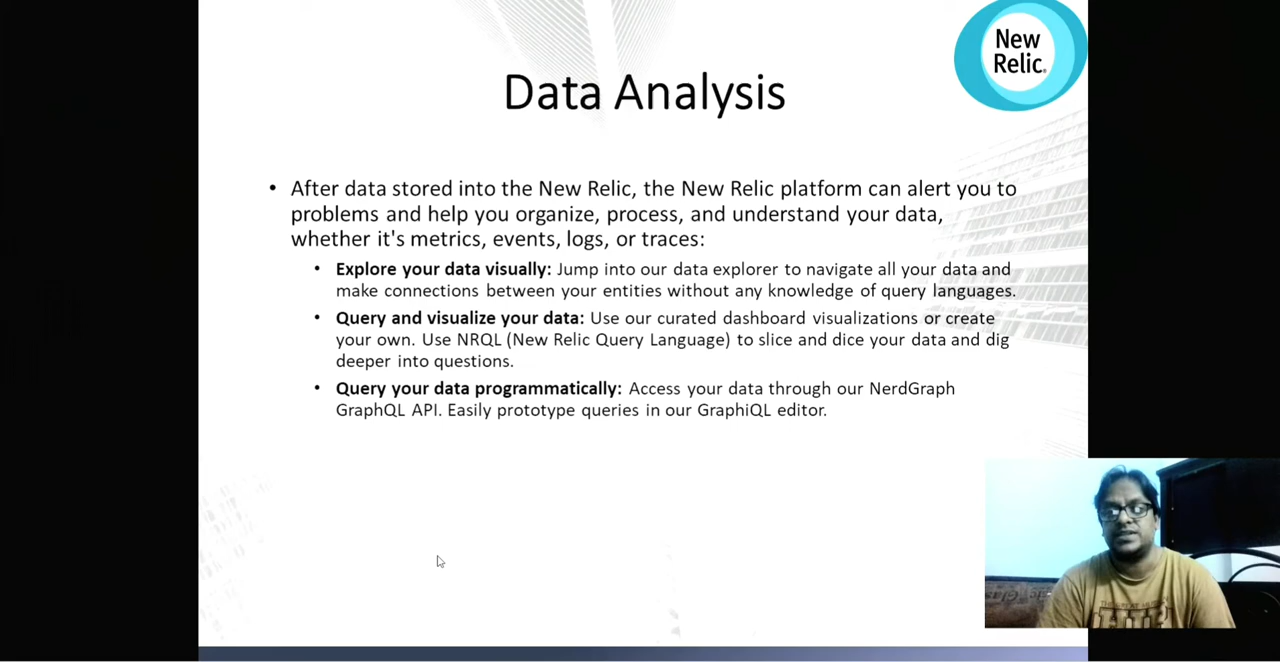 New
Relic.
Data Analysis
• After data stored into the New Relic, the New Relic platform can alert you to
problems and help you organize, process, and understand your data,
whether it's metrics, events, logs, or traces:
• Explore your data visually: Jump into our data explorer to navigate all your data and
make connections between your entities without any knowledge of query languages.
• Query and visualize your data: Use our curated dashboard visualizations or create
your own. Use NRQL (New Relic Query Language) to slice and dice your data and dig
deeper into questions.
• Query your data programmatically: Access your data through our NerdGraph
GraphQL API. Easily prototype queries in our GraphiQL editor.